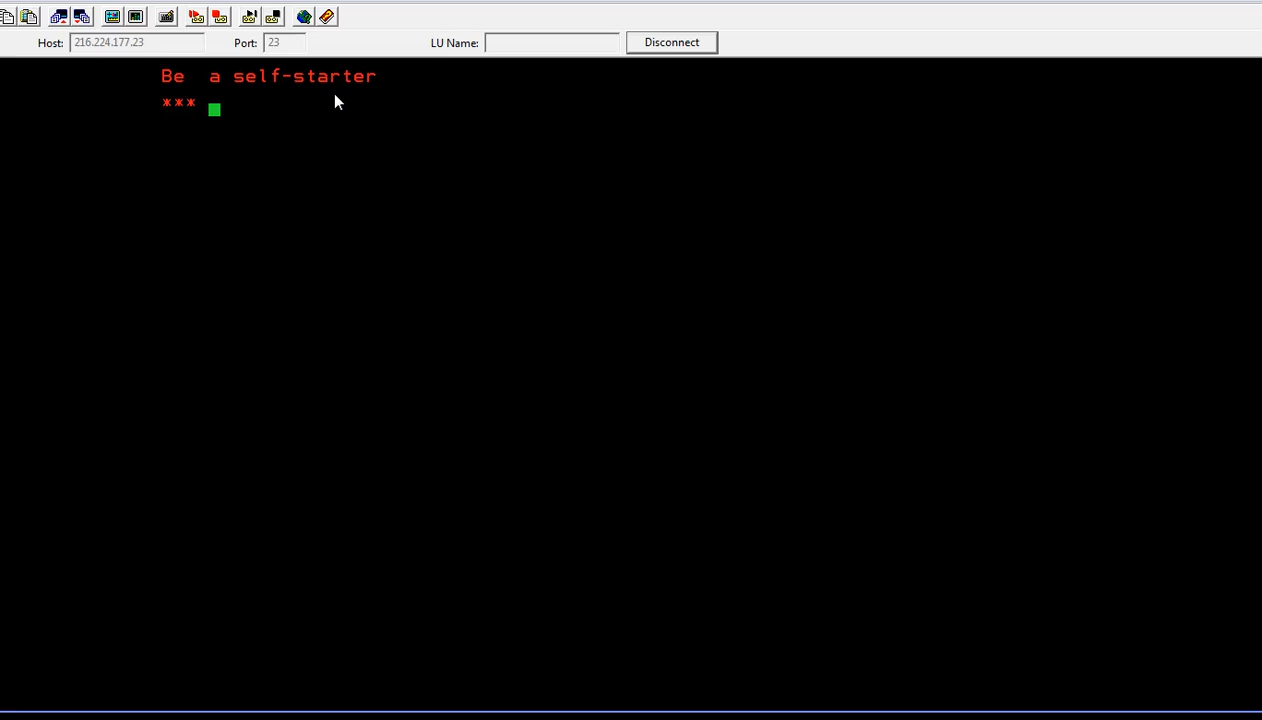 Host: 216.224.177.23 Port: 23 LU Name: Disconnect
Be  a self-starter
***